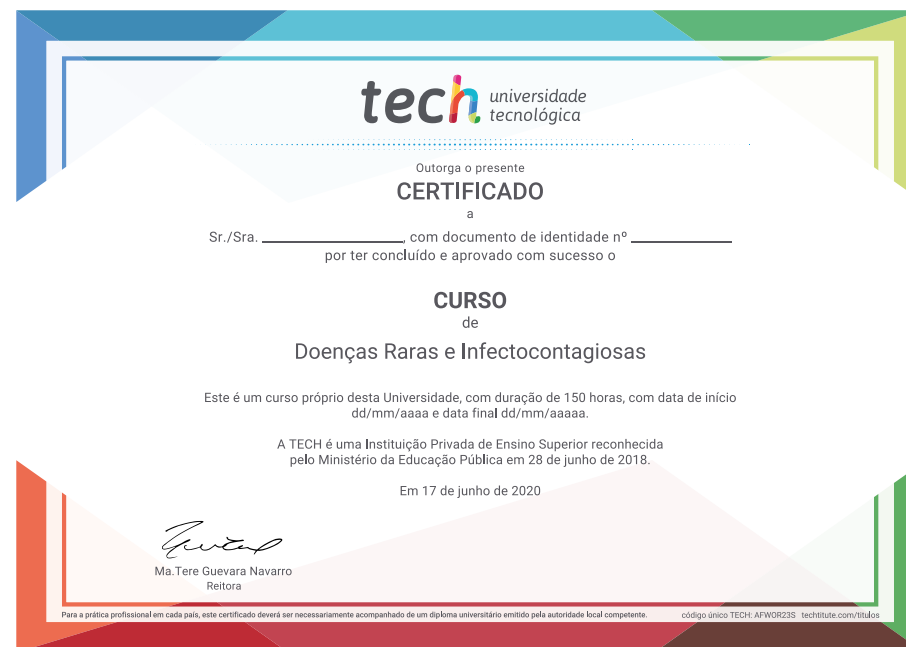 tech universidade
tecnológica
Outorga o presente
CERTIFICADO
a
Sr./Sra. ____________, com documento de identidade nº ____________
por ter concluído e aprovado com sucesso o
CURSO
de
Doenças Raras e Infectocontagiosas
Este é um curso próprio desta Universidade, com duração de 150 horas, com data de início
dd/mm/aaaa e data final dd/mm/aaaaa.
A TECH é uma Instituição Privada de Ensino Superior reconhecida
pelo Ministério da Educação Pública em 28 de junho de 2018.
Em 17 de junho de 2020
Ma.Tere Guevara Navarro
Reitora
Para a prática profissional em cada país, este certificado deverá ser necessariamente acompanhado de um diploma universitário emitido pela autoridade local competente. código único TECH: AFWOR23S techtitute.com/titulos